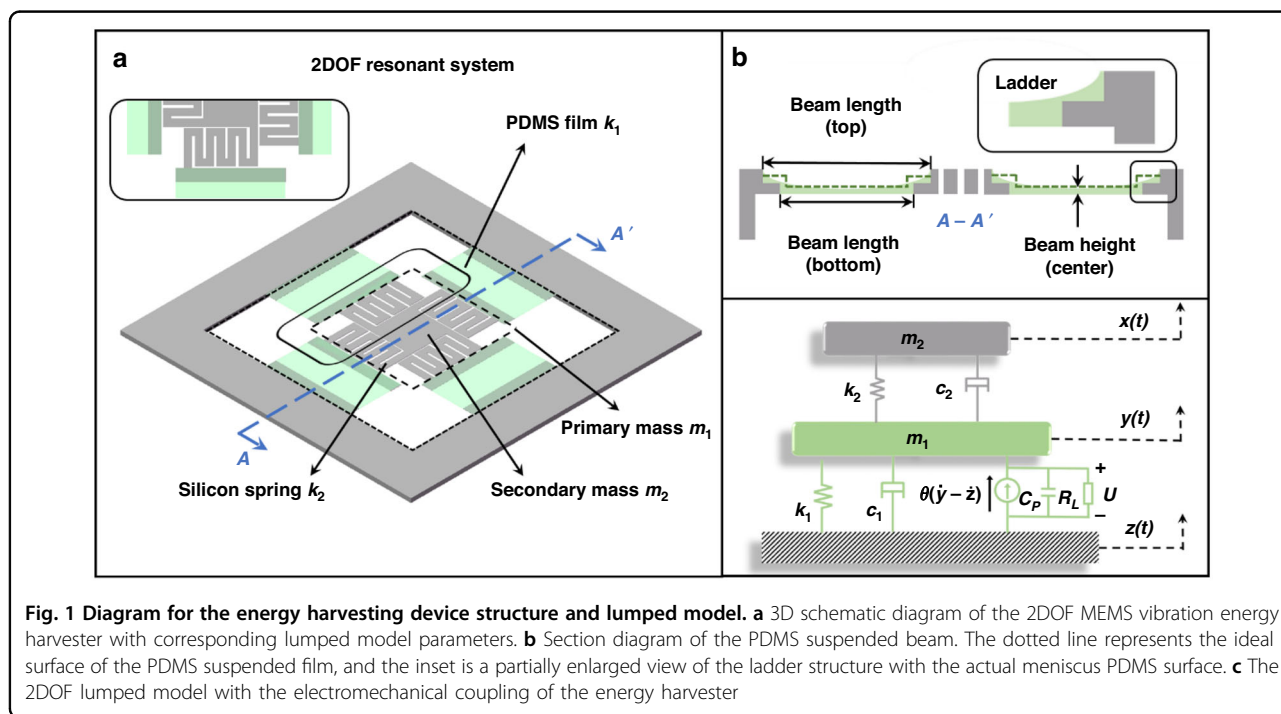 a
2DOF resonant system
PDMS film k₁
A′
A
Primary mass m₁
Silicon spring k₂
Secondary mass m₂
b
Ladder
Beam length
(top)
A – A′
Beam length
(bottom)
Beam height
(center)
x(t)
m₂
k₂
c₂
y(t)
m₁
k₁
c₁
θ(ẏ – ż)
C_P
R_L
+
U
–
z(t)
Fig. 1 Diagram for the energy harvesting device structure and lumped model. a 3D schematic diagram of the 2DOF MEMS vibration energy
harvester with corresponding lumped model parameters. b Section diagram of the PDMS suspended beam. The dotted line represents the ideal
surface of the PDMS suspended film, and the inset is a partially enlarged view of the ladder structure with the actual meniscus PDMS surface. c The
2DOF lumped model with the electromechanical coupling of the energy harvester